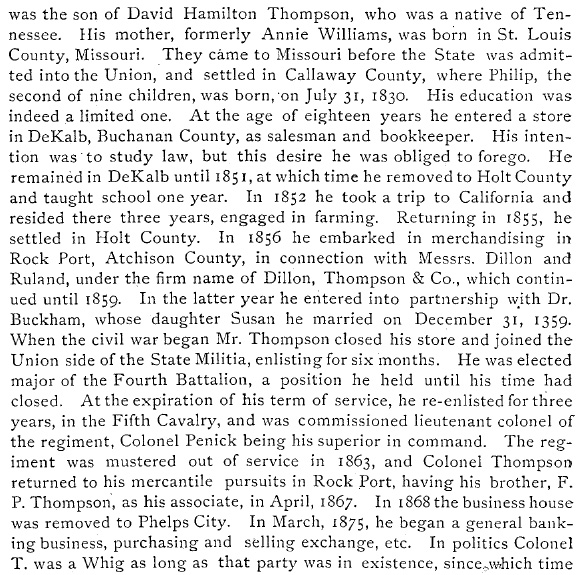 was the son of David Hamilton Thompson, who was a native of Ten-
nessee. His mother, formerly Annie Williams, was born in St. Louis
County, Missouri. They came to Missouri before the State was admit-
ted into the Union, and settled in Callaway County, where Philip, the
second of nine children, was born, on July 31, 1830. His education was
indeed a limited one. At the age of eighteen years he entered a store
in DeKalb, Buchanan County, as salesman and bookkeeper. His inten-
tion was to study law, but this desire he was obliged to forego. He
remained in DeKalb until 1851, at which time he removed to Holt County
and taught school one year. In 1852 he took a trip to California and
resided there three years, engaged in farming. Returning in 1855, he
settled in Holt County. In 1856 he embarked in merchandising in
Rock Port, Atchison County, in connection with Messrs. Dillon and
Ruland, under the firm name of Dillon, Thompson & Co., which contin-
ued until 1859. In the latter year he entered into partnership with Dr.
Buckham, whose daughter Susan he married on December 31, 1359.
When the civil war began Mr. Thompson closed his store and joined the
Union side of the State Militia, enlisting for six months. He was elected
major of the Fourth Battalion, a position he held until his time had
closed. At the expiration of his term of service, he re-enlisted for three
years, in the Fifth Cavalry, and was commissioned lieutenant colonel of
the regiment, Colonel Penick being his superior in command. The reg-
iment was mustered out of service in 1863, and Colonel Thompson
returned to his mercantile pursuits in Rock Port, having his brother, F.
P. Thompson, as his associate, in April, 1867. In 1868 the business house
was removed to Phelps City. In March, 1875, he began a general bank-
ing business, purchasing and selling exchange, etc. In politics Colonel
T. was a Whig as long as that party was in existence, since which time